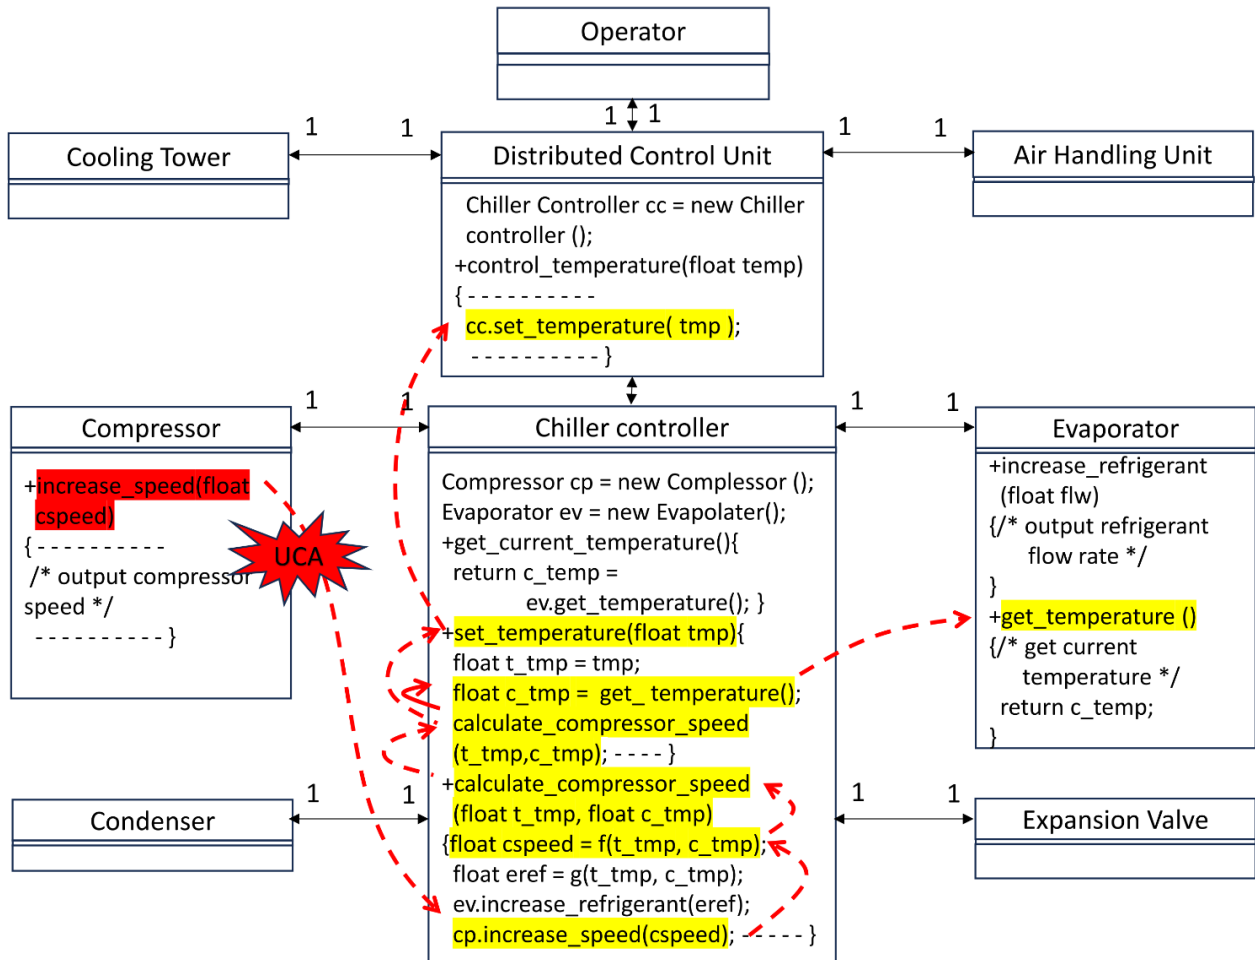 Operator
1 1
1 1
Cooling Tower
Distributed Control Unit
1 1
Air Handling Unit
Chiller Controller cc = new Chiller
controller ();
+control_temperature(float temp)
{ - - - - - - - - - -
cc.set_temperature( tmp );
- - - - - - - - - - }
1 1
Compressor
+increase_speed(float
cspeed)
{ - - - - - - - - - -
/* output compressor
speed */
- - - - - - - - - - }
UCA
Chiller controller
Compressor cp = new Complessor ();
Evaporator ev = new Evapolater();
+get_current_temperature(){
return c_temp =
ev.get_temperature(); }
+set_temperature(float tmp){
float t_tmp = tmp;
float c_tmp = get_ temperature();
calculate_compressor_speed
(t_tmp,c_tmp); - - - - }
+calculate_compressor_speed
(float t_tmp, float c_tmp)
{float cspeed = f(t_tmp, c_tmp);
float eref = g(t_tmp, c_tmp);
ev.increase_refrigerant(eref);
cp.increase_speed(cspeed); - - - - - }
1 1
Evaporator
+increase_refrigerant
(float flw)
{/* output refrigerant
flow rate */
}
+get_temperature ()
{/* get current
temperature */
return c_temp;
}
1 1
Condenser
1 1
Expansion Valve